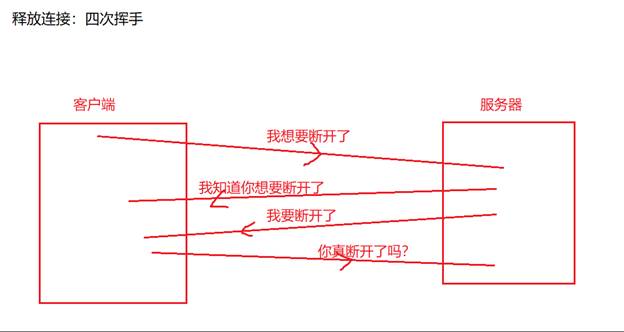 释放连接：四次挥手
客户端
服务器
我想要断开了
我知道你想要断开了
我要断开了
你真断开了吗？